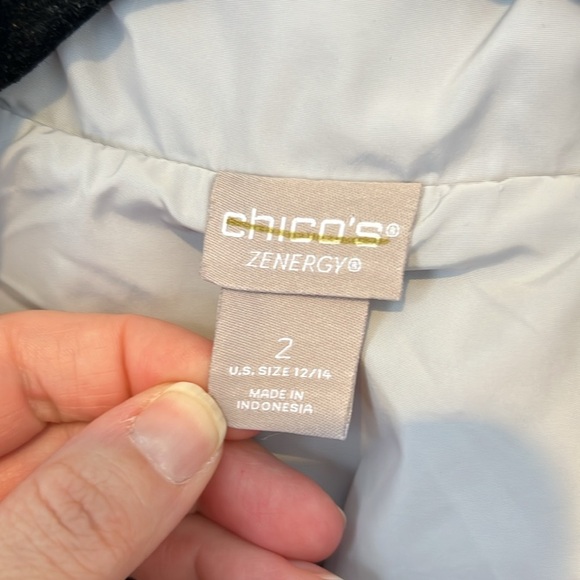 chico's®
ZENERGY®
2
U.S. SIZE 12/14
MADE IN
INDONESIA